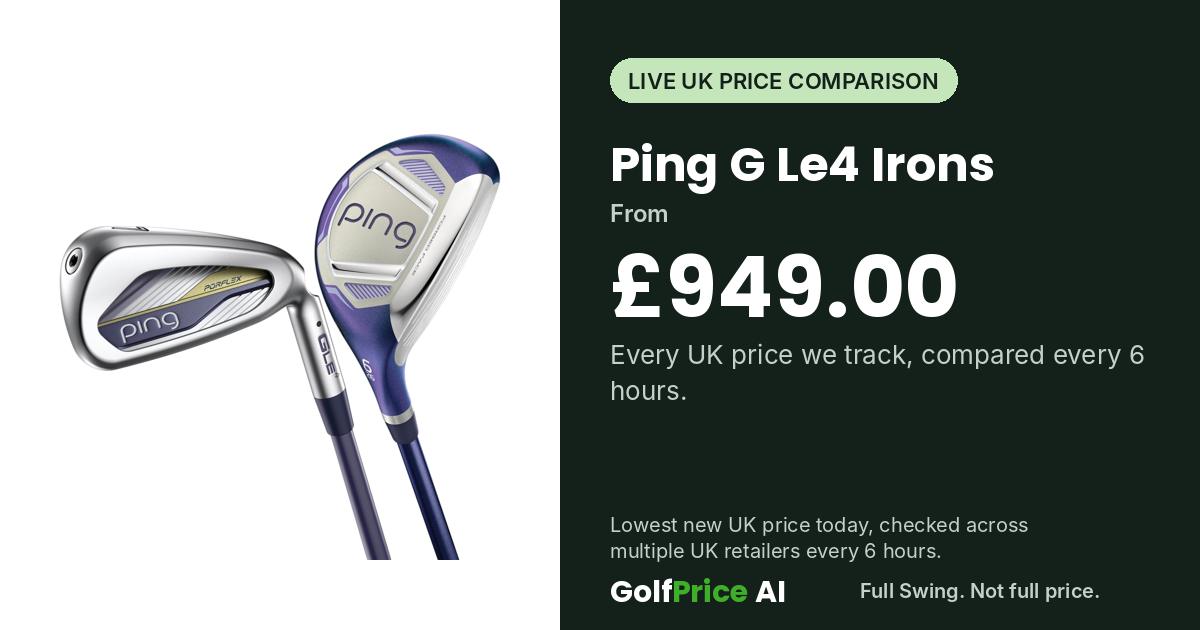 LIVE UK PRICE COMPARISON
Ping G Le4 Irons
From
£949.00
Every UK price we track, compared every 6
hours.
Lowest new UK price today, checked across
multiple UK retailers every 6 hours.
GolfPrice AI
Full Swing. Not full price.
ping
PORFLEX
ping
GLE